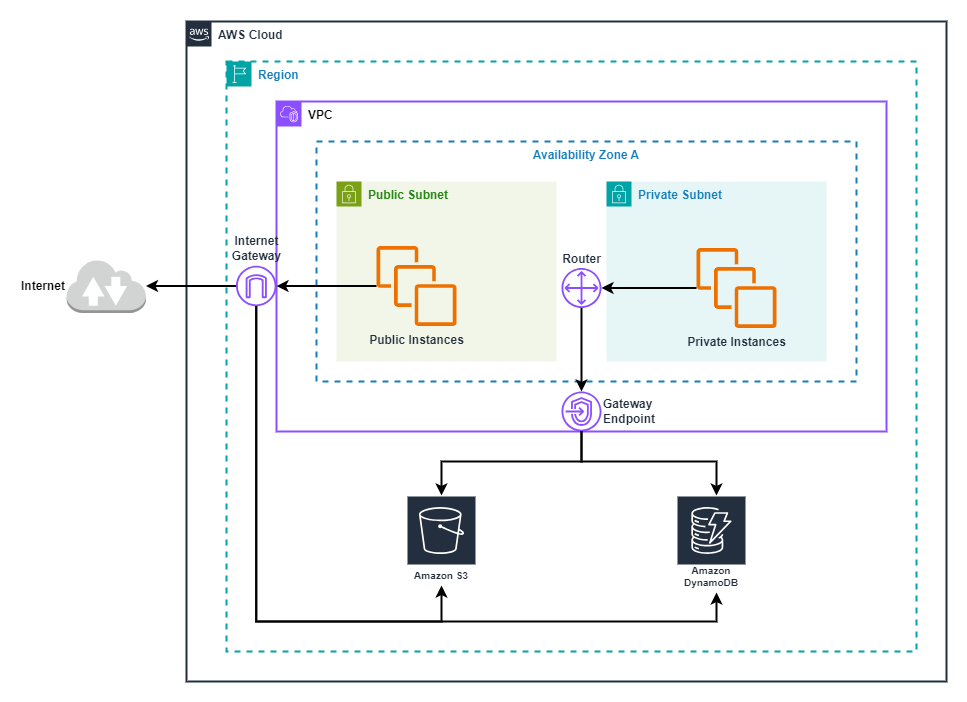 aws
AWS Cloud
Region
VPC
Availability Zone A
Public Subnet
Private Subnet
Internet
Gateway
Router
Internet
Public Instances
Private Instances
Gateway
Endpoint
Amazon S3
Amazon
DynamoDB